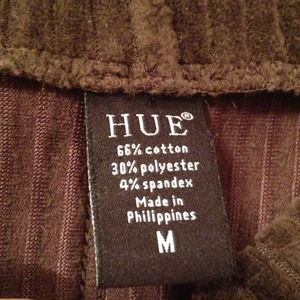 HUE®
66% cotton
30% polyester
4% spandex
Made in
Philippines
M